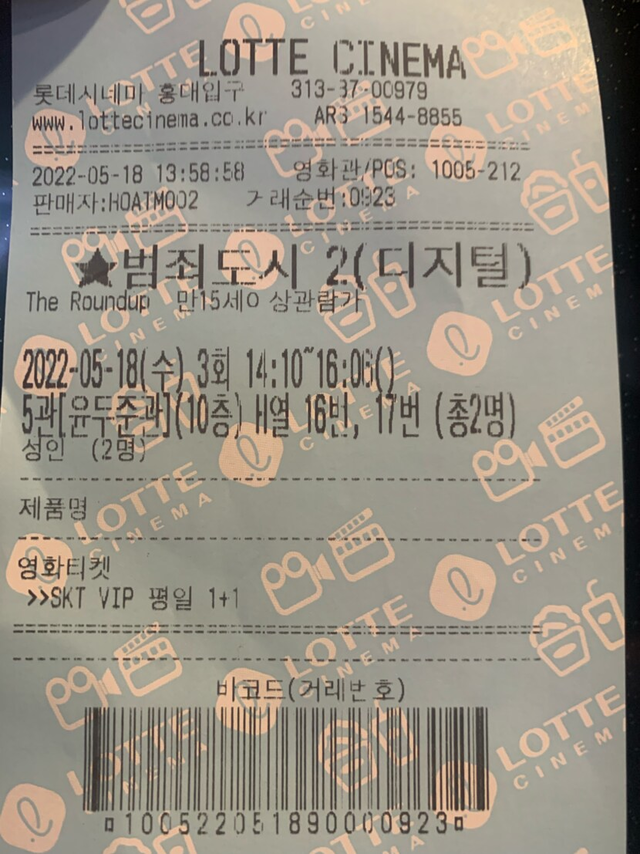 LOTTE CINEMA
롯데시네마 홍대입구 313-87-00979
www.lottecinema.co.kr ARS 1544-8855
2022-05-18 13:58:58 영화관/POS: 1005-212
판매자:HOATM002 거래순번:0923
★범죄도시 2(디지털)
The Roundup 만15세이상관람가
2022-05-18(수) 3회 14:10~16:06()
5관[윤두준관](10층) H열 16번, 17번 (총2명)
성인 (2명)
제품명
영화티켓
>>SKT VIP 평일 1+1
바코드(거래번호)
1005220518900000923